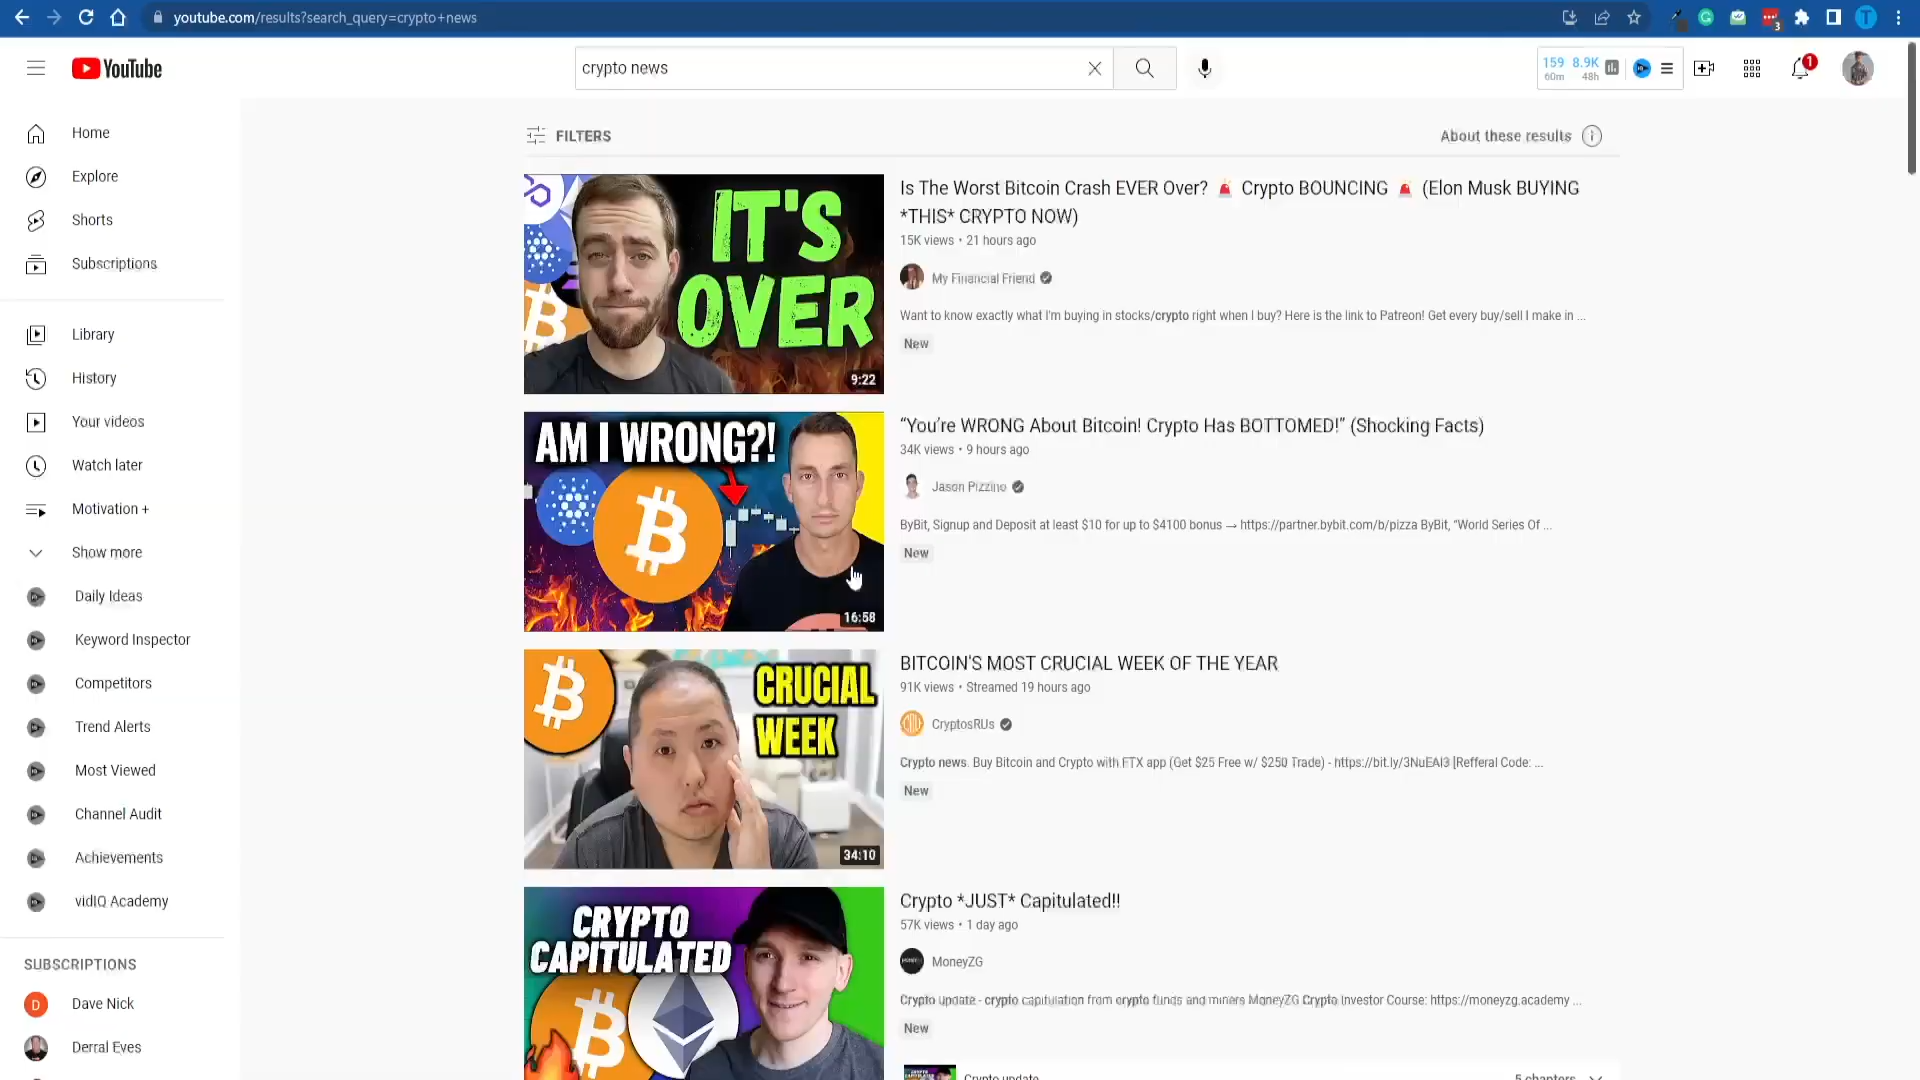 youtube.com/results?search_query=crypto+news
3
T
YouTube
crypto news
159 8.9K
60m 48h
1
Home
Explore
Shorts
Subscriptions
Library
History
Your videos
Watch later
Motivation +
Show more
Daily Ideas
Keyword Inspector
Competitors
Trend Alerts
Most Viewed
Channel Audit
Achievements
vidIQ Academy
SUBSCRIPTIONS
D
Dave Nick
Derral Eves
FILTERS
About these results
IT'S
OVER
9:22
Is The Worst Bitcoin Crash EVER Over? 🚨 Crypto BOUNCING 🚨 (Elon Musk BUYING
*THIS* CRYPTO NOW)
15K views • 21 hours ago
My Financial Friend
Want to know exactly what I'm buying in stocks/crypto right when I buy? Here is the link to Patreon! Get every buy/sell I make in ...
New
AM I WRONG?!
16:58
“You’re WRONG About Bitcoin! Crypto Has BOTTOMED!” (Shocking Facts)
34K views • 9 hours ago
Jason Pizzino
ByBit, Signup and Deposit at least $10 for up to $4100 bonus → https://partner.bybit.com/b/pizza ByBit, “World Series Of ...
New
CRUCIAL
WEEK
34:10
BITCOIN'S MOST CRUCIAL WEEK OF THE YEAR
91K views • Streamed 19 hours ago
CryptosRUs
Crypto news. Buy Bitcoin and Crypto with FTX app (Get $25 Free w/ $250 Trade) - https://bit.ly/3NuEAI3 [Refferal Code: ...
New
CRYPTO
CAPITULATED
Crypto *JUST* Capitulated!!
57K views • 1 day ago
MoneyZG
Crypto update - crypto capitulation from crypto funds and miners MoneyZG Crypto Investor Course: https://moneyzg.academy ...
New
Crypto update
5 chapters